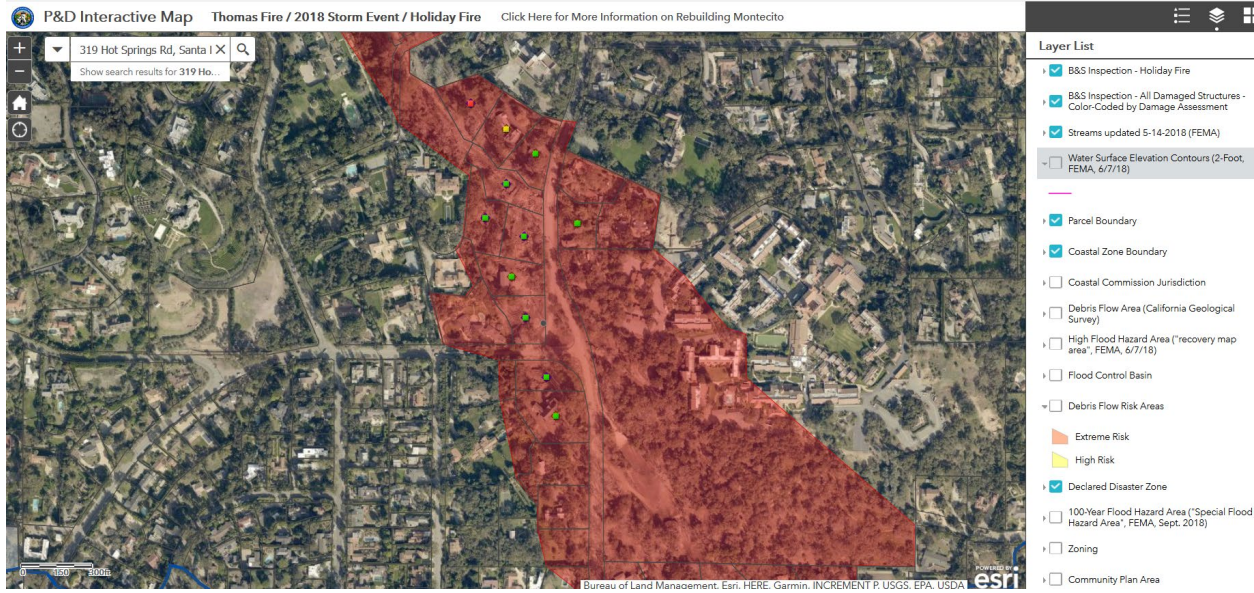 P&D Interactive Map Thomas Fire / 2018 Storm Event / Holiday Fire Click Here for More Information on Rebuilding Montecito
319 Hot Springs Rd, Santa
Show search results for 319 Ho...
Layer List
B&S Inspection - Holiday Fire
B&S Inspection - All Damaged Structures -
Color-Coded by Damage Assessment
Streams updated 5-14-2018 (FEMA)
Water Surface Elevation Contours (2-Foot,
FEMA, 6/7/18)
Parcel Boundary
Coastal Zone Boundary
Coastal Commission Jurisdiction
Debris Flow Area (California Geological
Survey)
High Flood Hazard Area ("recovery map
area", FEMA, 6/7/18)
Flood Control Basin
Debris Flow Risk Areas
Extreme Risk
High Risk
Declared Disaster Zone
100-Year Flood Hazard Area ("Special Flood
Hazard Area", FEMA, Sept. 2018)
Zoning
Community Plan Area
0 150 300ft
Bureau of Land Management, Esri, HERE, Garmin, INCREMENT P, USGS, EPA, USDA
POWERED BY
esri